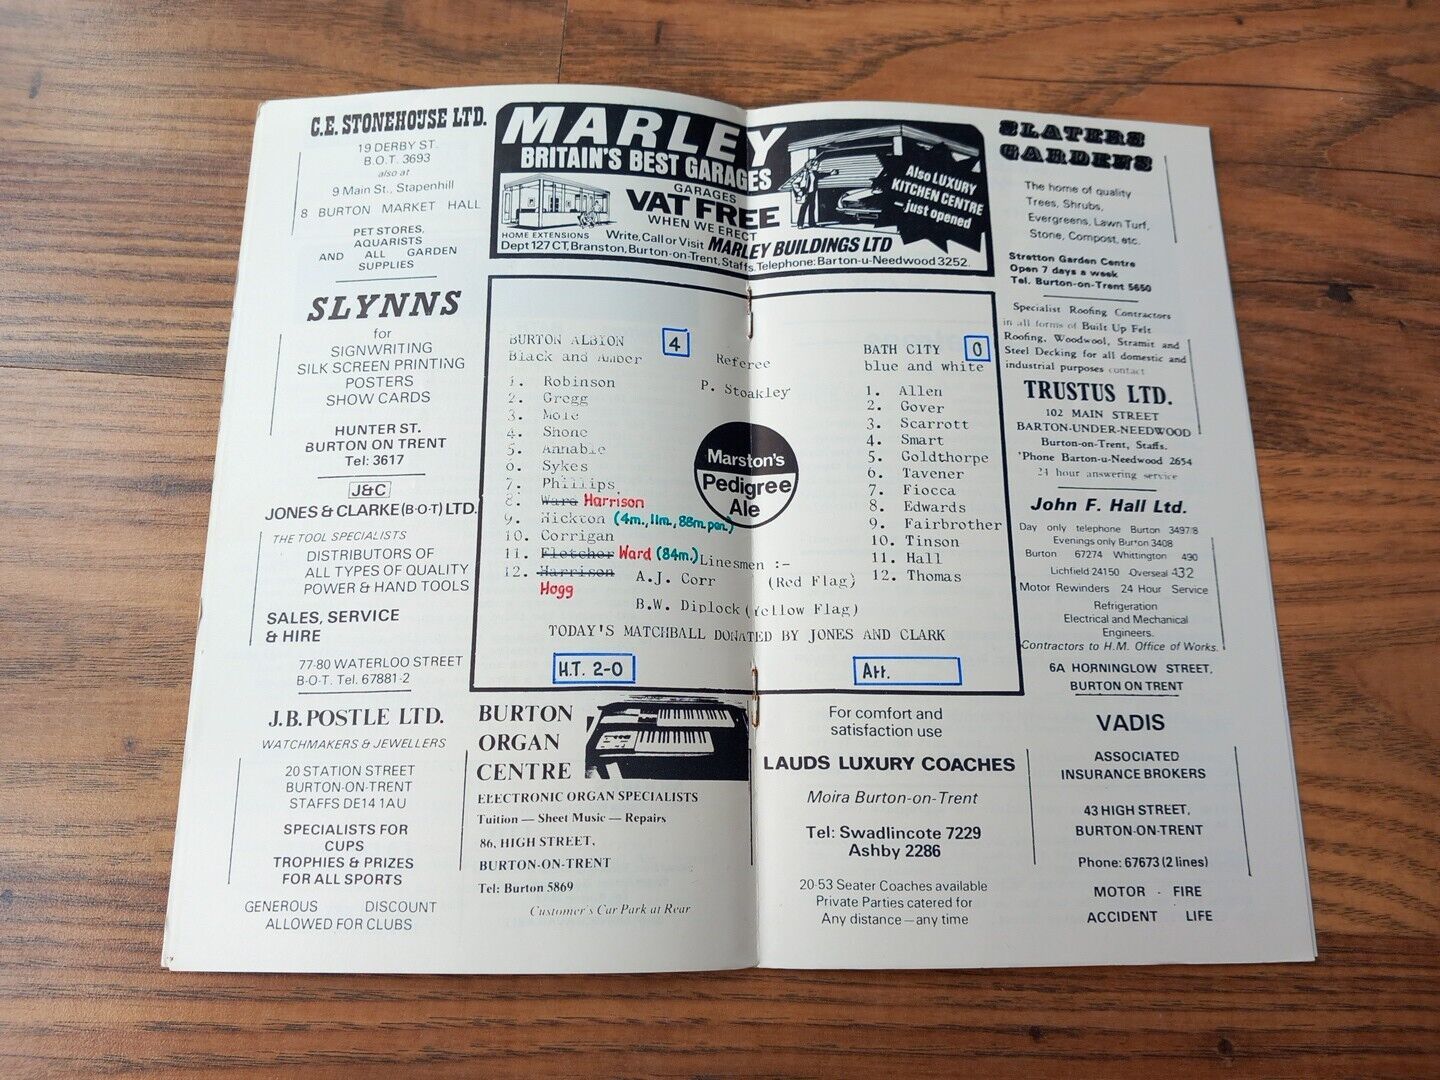 C.E. STONEHOUSE LTD.
19 DERBY ST.
B.O.T. 3693
also at
9 Main St., Stapenhill
8 BURTON MARKET HALL
PET STORES,
AQUARISTS
AND ALL GARDEN
SUPPLIES
SLYNNS
for
SIGNWRITING
SILK SCREEN PRINTING
POSTERS
SHOW CARDS
HUNTER ST.
BURTON ON TRENT
Tel: 3617
J&C
JONES & CLARKE (B·O·T) LTD.
THE TOOL SPECIALISTS
DISTRIBUTORS OF
ALL TYPES OF QUALITY
POWER & HAND TOOLS
SALES, SERVICE
& HIRE
77-80 WATERLOO STREET
B·O·T. Tel. 67881·2
J.B. POSTLE LTD.
WATCHMAKERS & JEWELLERS
20 STATION STREET
BURTON-ON-TRENT
STAFFS DE14 1AU
SPECIALISTS FOR
CUPS
TROPHIES & PRIZES
FOR ALL SPORTS
GENEROUS DISCOUNT
ALLOWED FOR CLUBS
MARLEY
BRITAIN'S BEST GARAGES
GARAGES
VAT FREE
WHEN WE ERECT
Also LUXURY
KITCHEN CENTRE
– just opened
HOME EXTENSIONS
Write, Call or Visit MARLEY BUILDINGS LTD
Dept 127 CT, Branston, Burton-on-Trent, Staffs. Telephone: Barton-u-Needwood 3252.
BURTON ALBION 4
Black and Amber
1. Robinson
2. Gregg
3. Mole
4. Shone
5. Annable
6. Sykes
7. Phillips
8. Ward Harrison
9. Hickton (4m., 11m., 88m. pen.)
10. Corrigan
11. Fletcher Ward (84m.)
12. Harrison
Hogg
Referee
P. Stoakley
Marston's
Pedigree
Ale
BATH CITY 0
blue and white
1. Allen
2. Gover
3. Scarrott
4. Smart
5. Goldthorpe
6. Tavener
7. Fiocca
8. Edwards
9. Fairbrother
10. Tinson
11. Hall
12. Thomas
Linesmen :-
A.J. Corr (Red Flag)
B.W. Diplock (Yellow Flag)
TODAY'S MATCHBALL DONATED BY JONES AND CLARK
H.T. 2-0
Att.
BURTON
ORGAN
CENTRE
ELECTRONIC ORGAN SPECIALISTS
Tuition — Sheet Music — Repairs
86, HIGH STREET,
BURTON-ON-TRENT
Tel: Burton 5869
Customer's Car Park at Rear
For comfort and
satisfaction use
LAUDS LUXURY COACHES
Moira Burton-on-Trent
Tel: Swadlincote 7229
Ashby 2286
20-53 Seater Coaches available
Private Parties catered for
Any distance — any time
SLATERS
GARDENS
The home of quality
Trees, Shrubs,
Evergreens, Lawn Turf,
Stone, Compost, etc.
Stretton Garden Centre
Open 7 days a week
Tel. Burton-on-Trent 5650
Specialist Roofing Contractors
in all forms of Built Up Felt
Roofing, Woodwool, Stramit and
Steel Decking for all domestic and
industrial purposes contact
TRUSTUS LTD.
102 MAIN STREET
BARTON-UNDER-NEEDWOOD
Burton-on-Trent, Staffs.
'Phone Barton-u-Needwood 2654
24 hour answering service
John F. Hall Ltd.
Day only telephone Burton 3497/8
Evenings only Burton 3408
Burton 67274 Whittington 490
Lichfield 24150 Overseal 432
Motor Rewinders 24 Hour Service
Refrigeration
Electrical and Mechanical
Engineers.
Contractors to H.M. Office of Works.
6A HORNINGLOW STREET,
BURTON ON TRENT
VADIS
ASSOCIATED
INSURANCE BROKERS
43 HIGH STREET,
BURTON-ON-TRENT
Phone: 67673 (2 lines)
MOTOR - FIRE
ACCIDENT LIFE